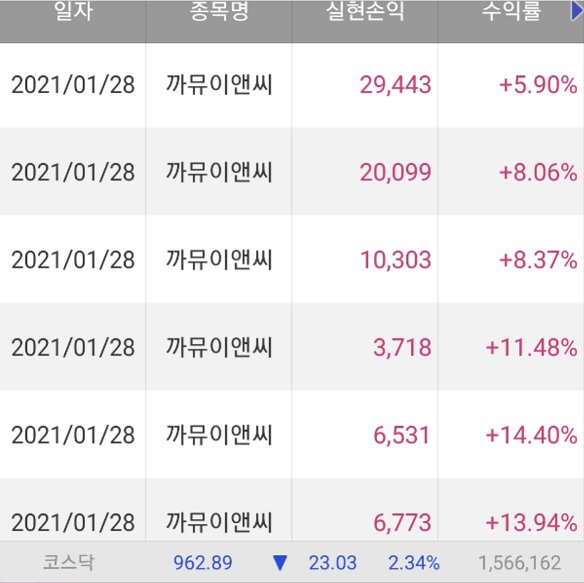 일자 종목명 실현손익 수익률
2021/01/28 까뮤이앤씨 29,443 +5.90%
2021/01/28 까뮤이앤씨 20,099 +8.06%
2021/01/28 까뮤이앤씨 10,303 +8.37%
2021/01/28 까뮤이앤씨 3,718 +11.48%
2021/01/28 까뮤이앤씨 6,531 +14.40%
2021/01/28 까뮤이앤씨 6,773 +13.94%
코스닥 962.89 ▼ 23.03 2.34% 1,566,162